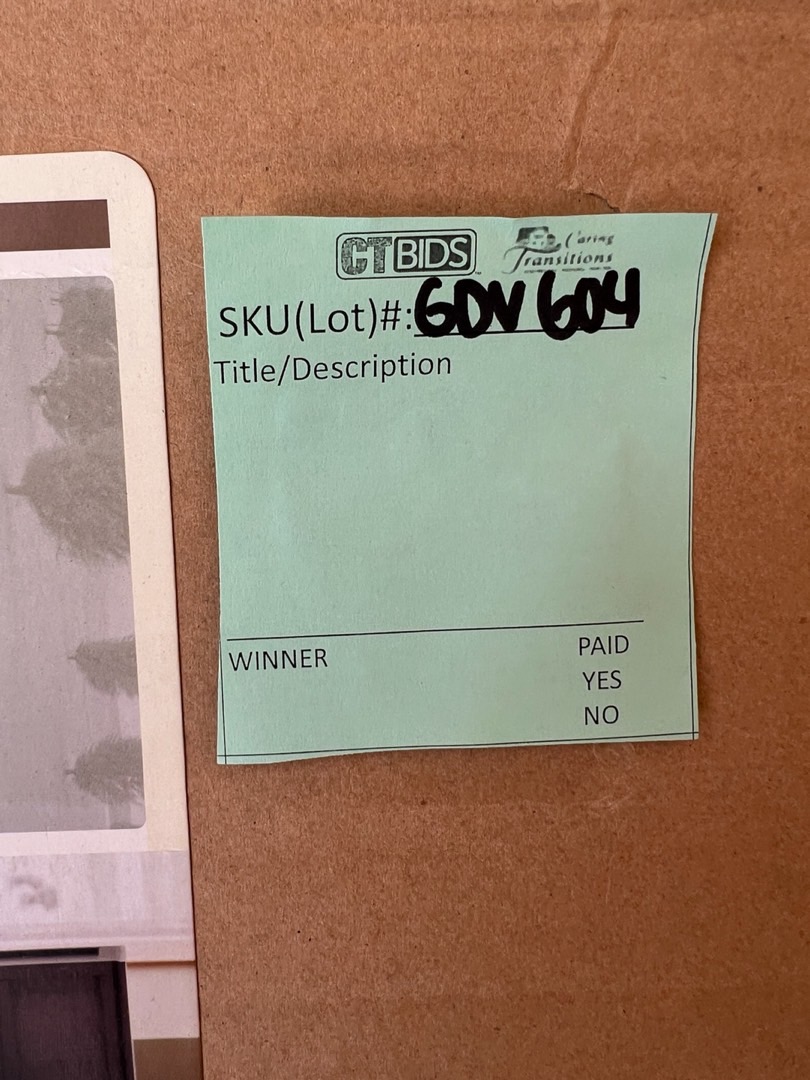 CTBIDS Caring
Transitions
SKU(Lot)#: GDV 604
Title/Description
WINNER PAID
YES
NO